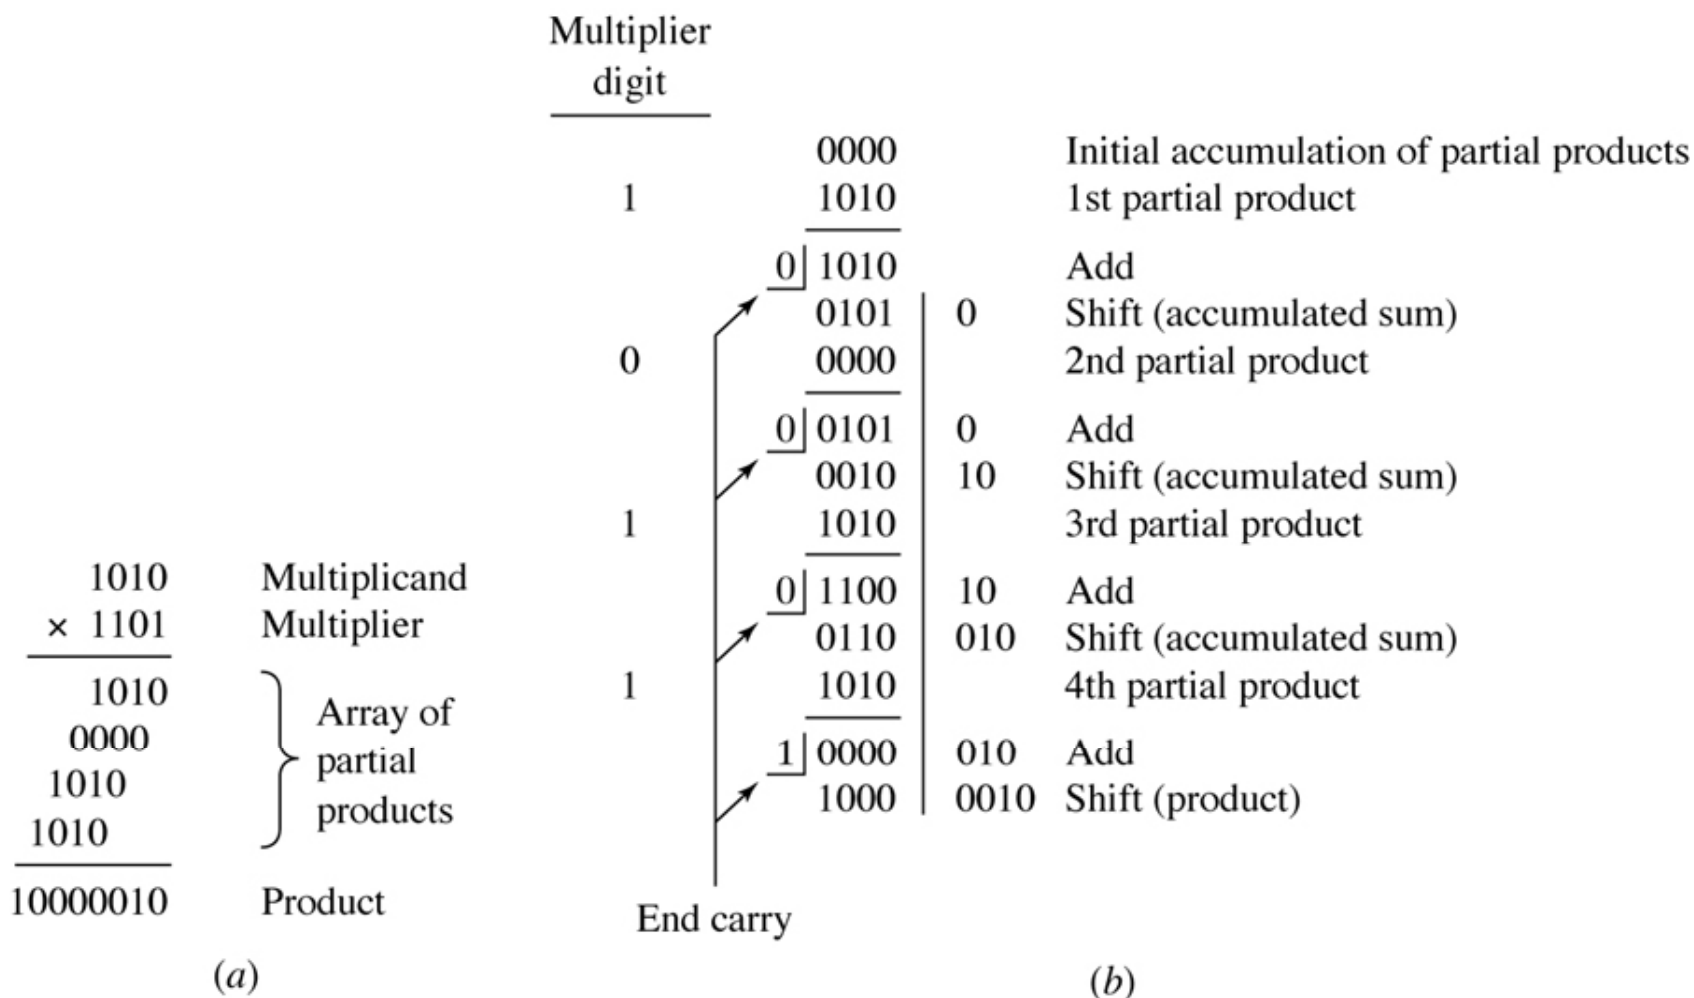 Multiplier
digit
0000 Initial accumulation of partial products
1 1010 1st partial product
0 1010 Add
0101 0 Shift (accumulated sum)
0 0000 2nd partial product
0 0101 0 Add
0010 10 Shift (accumulated sum)
1 1010 3rd partial product
0 1100 10 Add
0110 010 Shift (accumulated sum)
1 1010 4th partial product
1 0000 010 Add
1000 0010 Shift (product)
End carry
(b)
1010 Multiplicand
× 1101 Multiplier
1010
0000
1010
1010
Array of
partial
products
10000010 Product
(a)